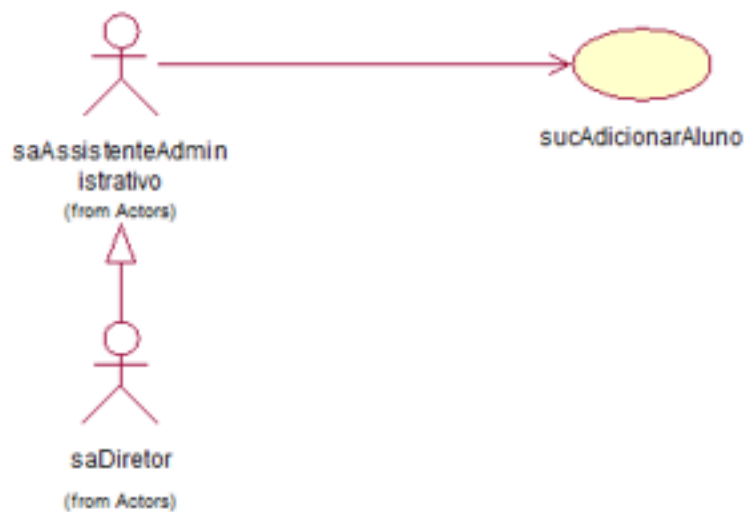 saAssistenteAdmin
istrativo
(from Actors)
sucAdicionarAluno
saDiretor
(from Actors)